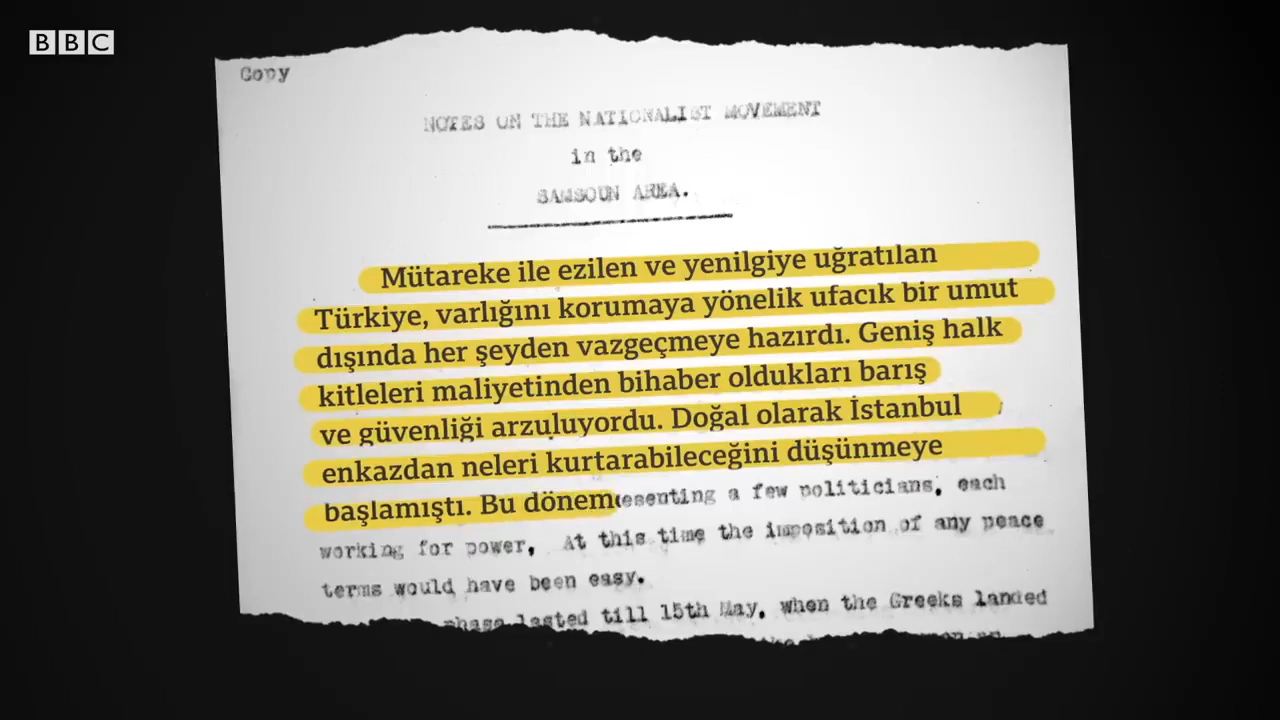 BBC
Copy
NOTES ON THE NATIONALIST MOVEMENT
in the
SAMSOUN AREA.
Mütareke ile ezilen ve yenilgiye uğratılan
Türkiye, varlığını korumaya yönelik ufacık bir umut
dışında her şeyden vazgeçmeye hazırdı. Geniş halk
kitleleri maliyetinden bihaber oldukları barış
ve güvenliği arzuluyordu. Doğal olarak İstanbul
enkazdan neleri kurtarabileceğini düşünmeye
başlamıştı. Bu dönem esenting a few politicians, each
working for power. At this time the imposition of any peace
terms would have been easy.
phase lasted till 15th May, when the Greeks landed